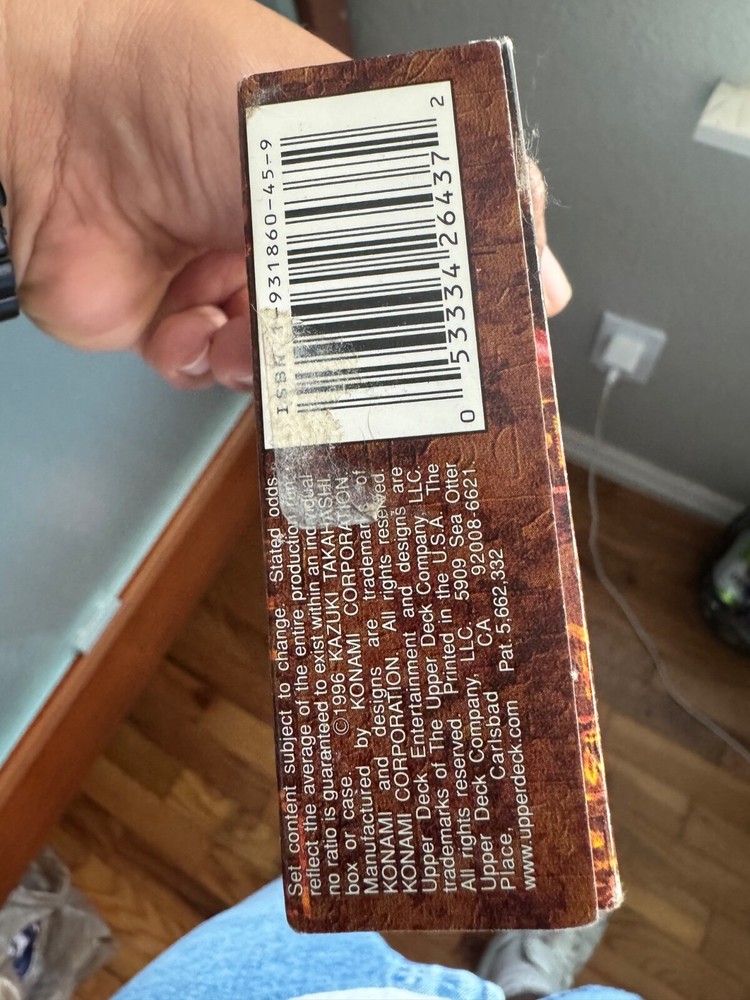 ISBN 1-931860-45-9
0 53334 26437 2
Set content subject to change. Stated odds
reflect the average of the entire production
no ratio is guaranteed to exist within an individual
box or case. ©1996 KAZUKI TAKAHASHI
Manufactured by KONAMI CORPORATION
KONAMI and designs are trademarks of
KONAMI CORPORATION All rights reserved.
Upper Deck Entertainment and designs are
trademarks of The Upper Deck Company, LLC.
All rights reserved Printed in the U.S.A. The
Upper Deck Company, LLC. 5909 Sea Otter
Place, Carlsbad CA 92008-6621.
www.upperdeck.com Pat 5,662,332